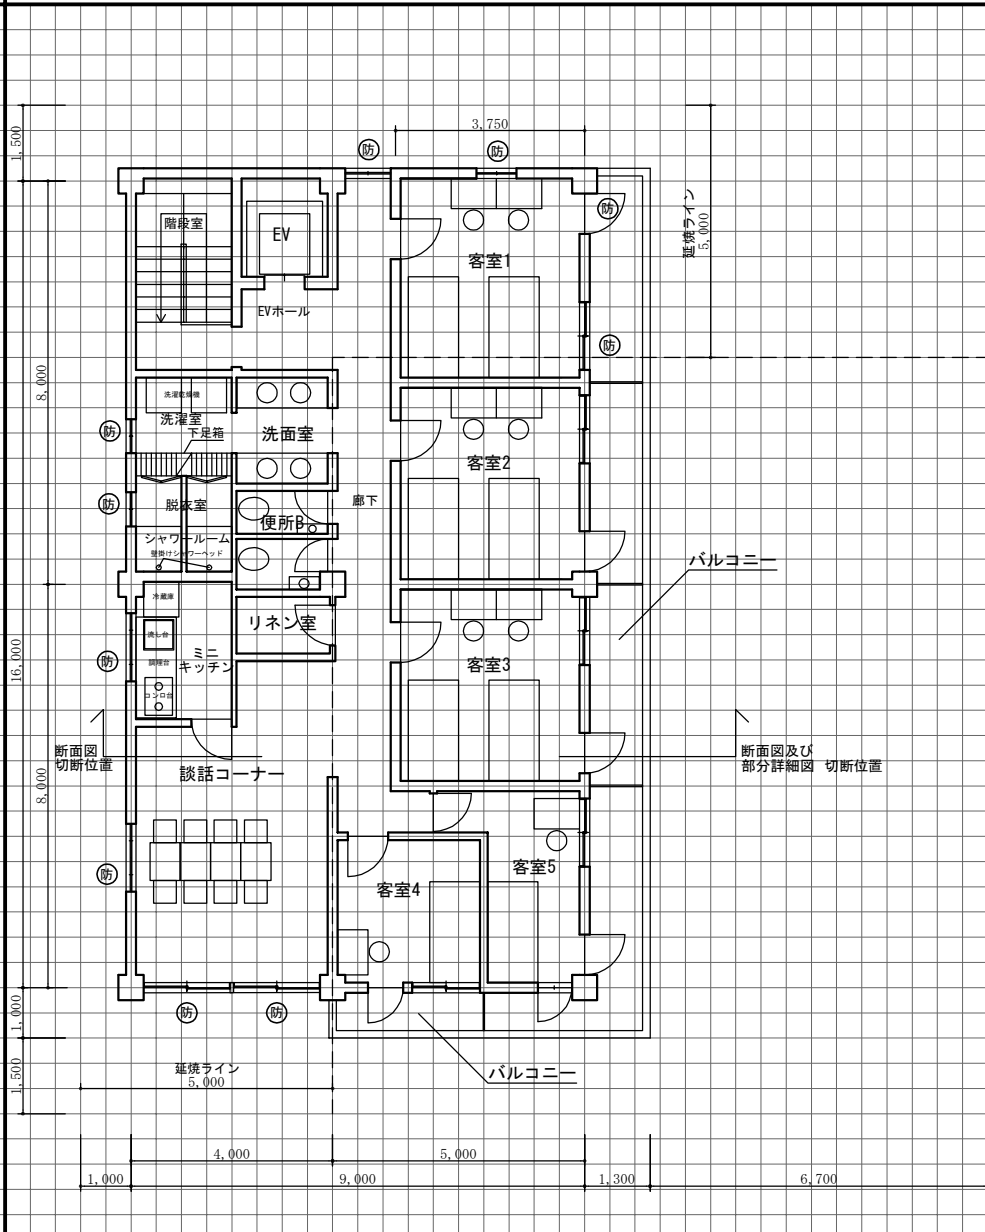 1,500
3,750
防
防
階段室
EV
防
延焼ライン
5,000
客室1
EVホール
防
8,000
洗濯乾燥機
洗濯室
下足箱
洗面室
防
客室2
防
脱衣室
便所B
廊下
シャワールーム
壁掛けシャワーヘッド
バルコニー
冷蔵庫
リネン室
流し台
ミニ
キッチン
調理台
防
客室3
コンロ台
16,000
断面図
切断位置
断面図及び
部分詳細図 切断位置
談話コーナー
8,000
防
客室4
客室5
防
防
1,000
延焼ライン
5,000
バルコニー
1,500
4,000
5,000
1,000
9,000
1,300
6,700